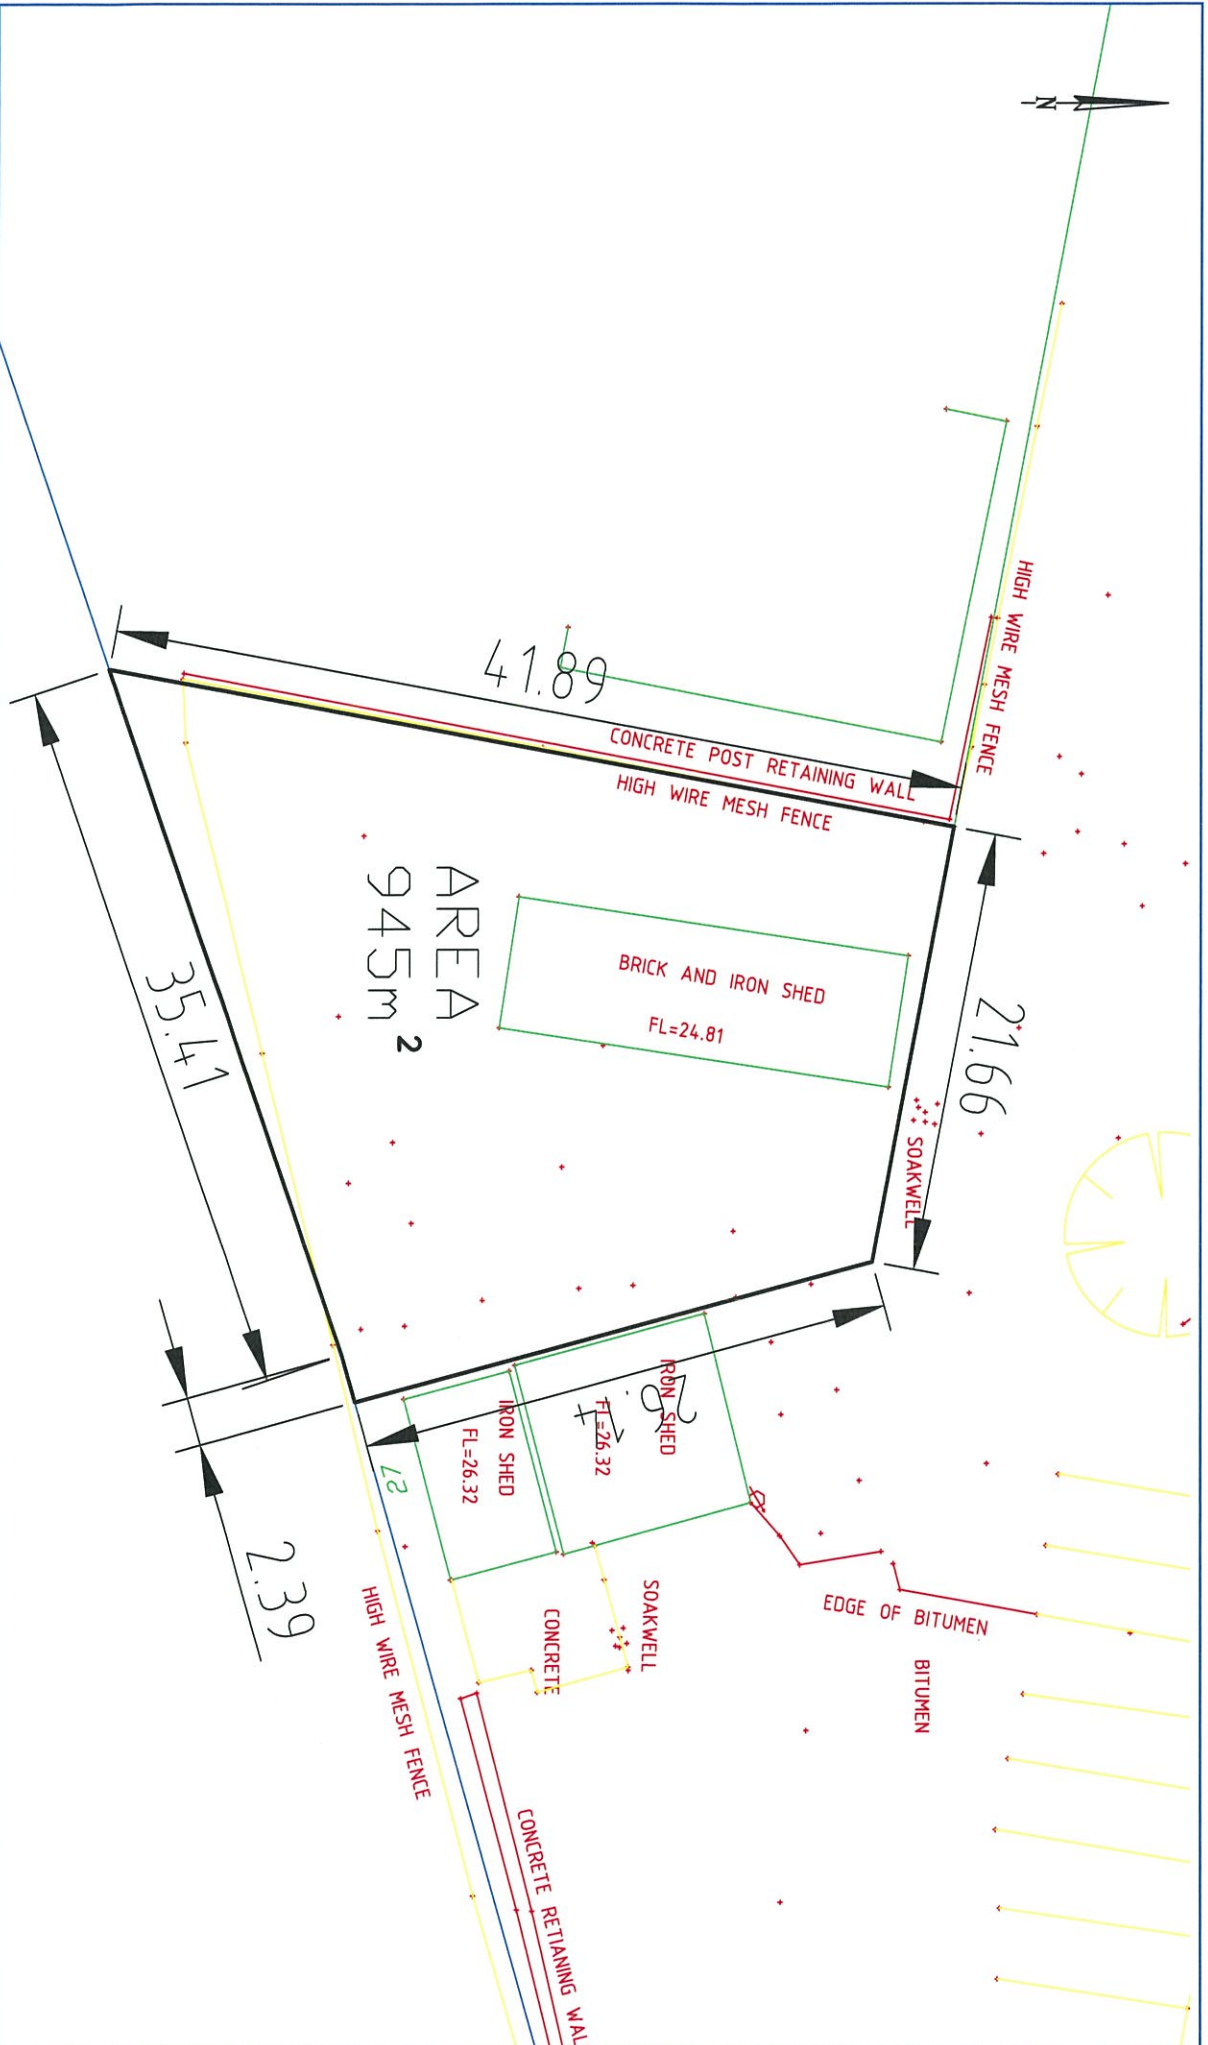 N
HIGH WIRE MESH FENCE
41.89
CONCRETE POST RETAINING WALL
HIGH WIRE MESH FENCE
21.66
SOAKWELL
BRICK AND IRON SHED
FL=24.81
AREA
945m²
35.41
IRON SHED
FL=26.32
IRON SHED
FL=26.32
2.39
SOAKWELL
CONCRETE
EDGE OF BITUMEN
BITUMEN
HIGH WIRE MESH FENCE
CONCRETE RETIANING WAL